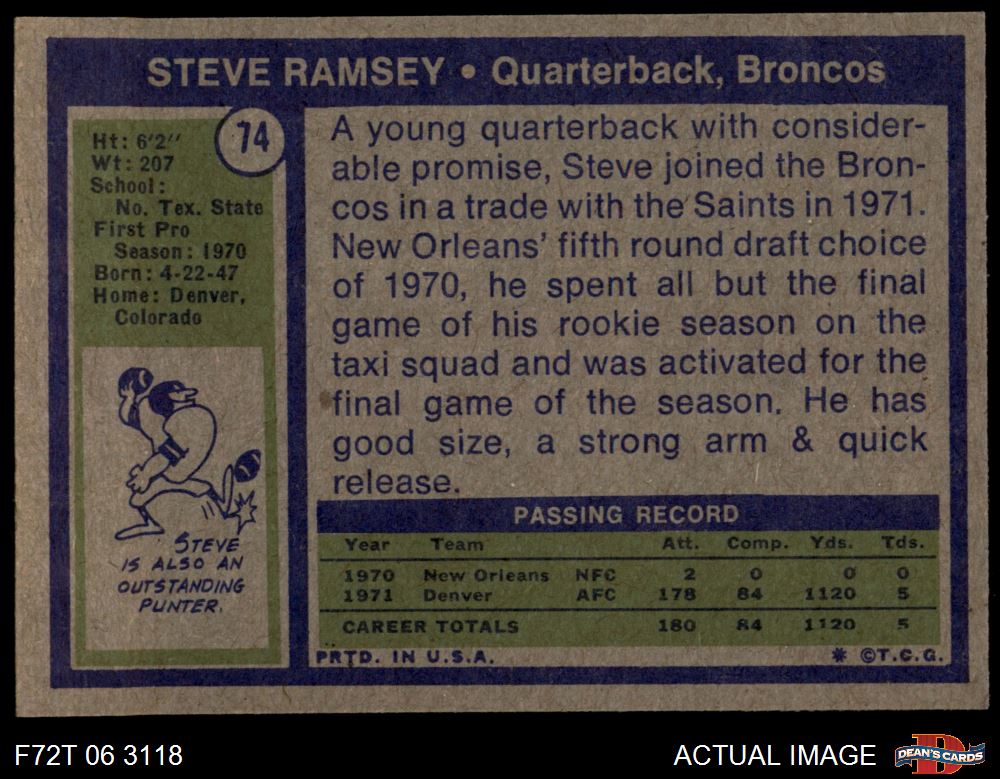 STEVE RAMSEY • Quarterback, Broncos
74
Ht: 6'2''
Wt: 207
School:
No. Tex. State
First Pro
Season: 1970
Born: 4-22-47
Home: Denver,
Colorado
STEVE
IS ALSO AN
OUTSTANDING
PUNTER.
A young quarterback with consider-
able promise, Steve joined the Bron-
cos in a trade with the Saints in 1971.
New Orleans' fifth round draft choice
of 1970, he spent all but the final
game of his rookie season on the
taxi squad and was activated for the
final game of the season. He has
good size, a strong arm & quick
release.
PASSING RECORD
Year Team Att. Comp. Yds. Tds.
1970 New Orleans NFC 2 0 0 0
1971 Denver AFC 178 84 1120 5
CAREER TOTALS 180 84 1120 5
PRTD. IN U.S.A. * ©T.C.G.
F72T 06 3118 ACTUAL IMAGE DEAN'S CARDS